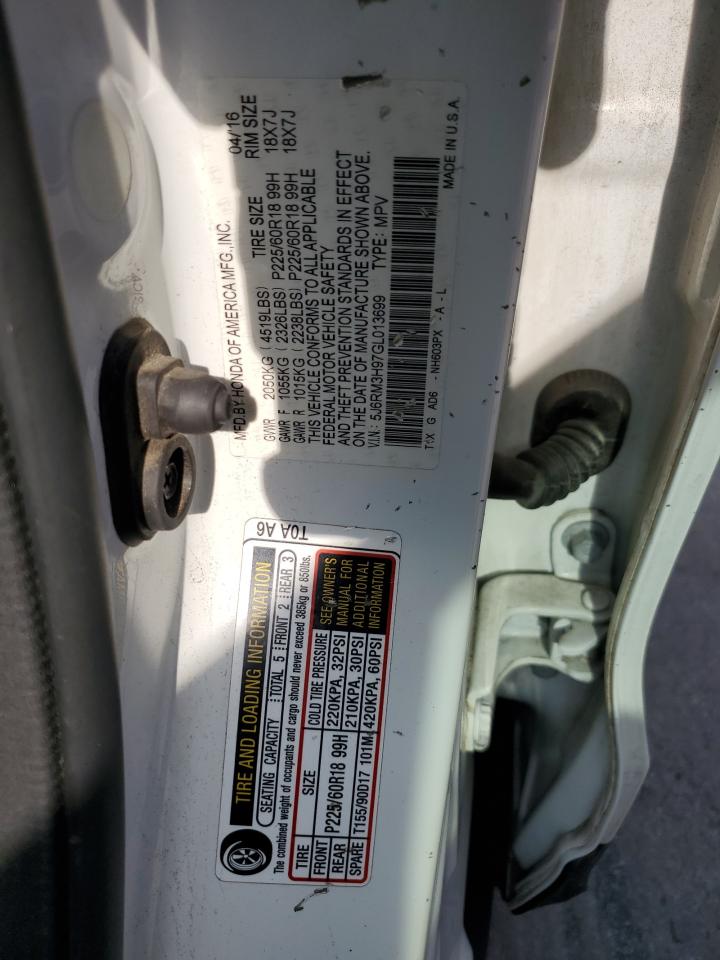 MFD.BY HONDA OF AMERICA MFG.,INC. 04/16
TIRE SIZE RIM SIZE
GVWR 2050KG (4519LBS)
GAWR F 1055KG (2326LBS) P225/60R18 99H 18X7J
GAWR R 1015KG (2238LBS) P225/60R18 99H 18X7J
THIS VEHICLE CONFORMS TO ALL APPLICABLE
FEDERAL MOTOR VEHICLE SAFETY
AND THEFT PREVENTION STANDARDS IN EFFECT
ON THE DATE OF MANUFACTURE SHOWN ABOVE.
V.I.N.: 5J6RM3H97GL013699 TYPE: MPV
G AD6 - NH603PX -A -L
MADE IN U.S.A.
TIRE AND LOADING INFORMATION
T0A A6
SEATING CAPACITY TOTAL 5 FRONT 2 REAR 3
The combined weight of occupants and cargo should never exceed 385kg or 850lbs.
TIRE SIZE COLD TIRE PRESSURE SEE OWNER'S
FRONT P225/60R18 99H 220KPA, 32PSI MANUAL FOR
REAR 210KPA, 30PSI ADDITIONAL
SPARE T155/90D17 101M 420KPA, 60PSI INFORMATION